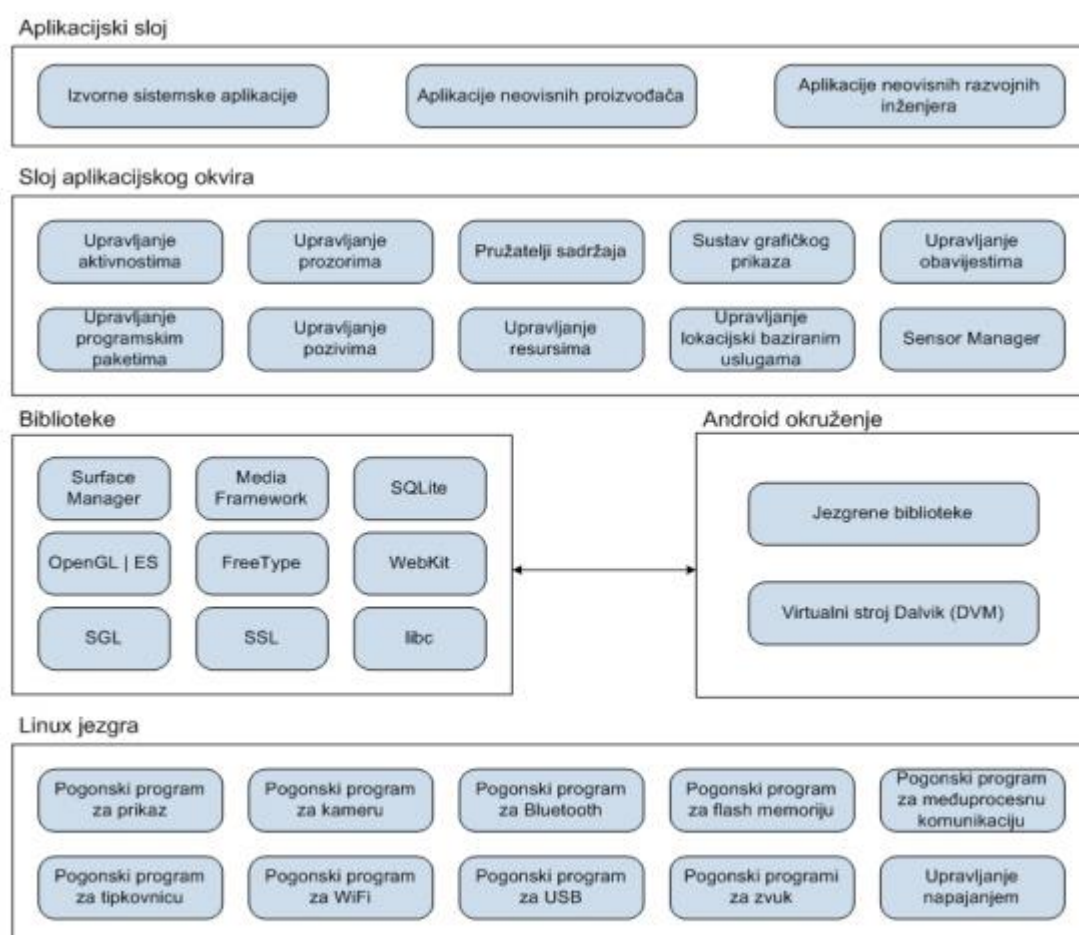 Aplikacijski sloj
Izvorne sistemske aplikacije
Aplikacije neovisnih proizvođača
Aplikacije neovisnih razvojnih
inženjera
Sloj aplikacijskog okvira
Upravljanje
aktivnostima
Upravljanje
prozorima
Pružatelji sadržaja
Sustav grafičkog
prikaza
Upravljanje
obavijestima
Upravljanje
programskim
paketima
Upravljanje
pozivima
Upravljanje
resursima
Upravljanje
lokacijski baziranim
uslugama
Sensor Manager
Biblioteke
Surface
Manager
Media
Framework
SQLite
OpenGL | ES
FreeType
WebKit
SGL
SSL
libc
Android okruženje
Jezgrene biblioteke
Virtualni stroj Dalvik (DVM)
Linux jezgra
Pogonski program
za prikaz
Pogonski program
za kameru
Pogonski program
za Bluetooth
Pogonski program
za flash memoriju
Pogonski program
za međuprocesnu
komunikaciju
Pogonski program
za tipkovnicu
Pogonski program
za WiFi
Pogonski program
za USB
Pogonski programi
za zvuk
Upravljanje
napajanjem